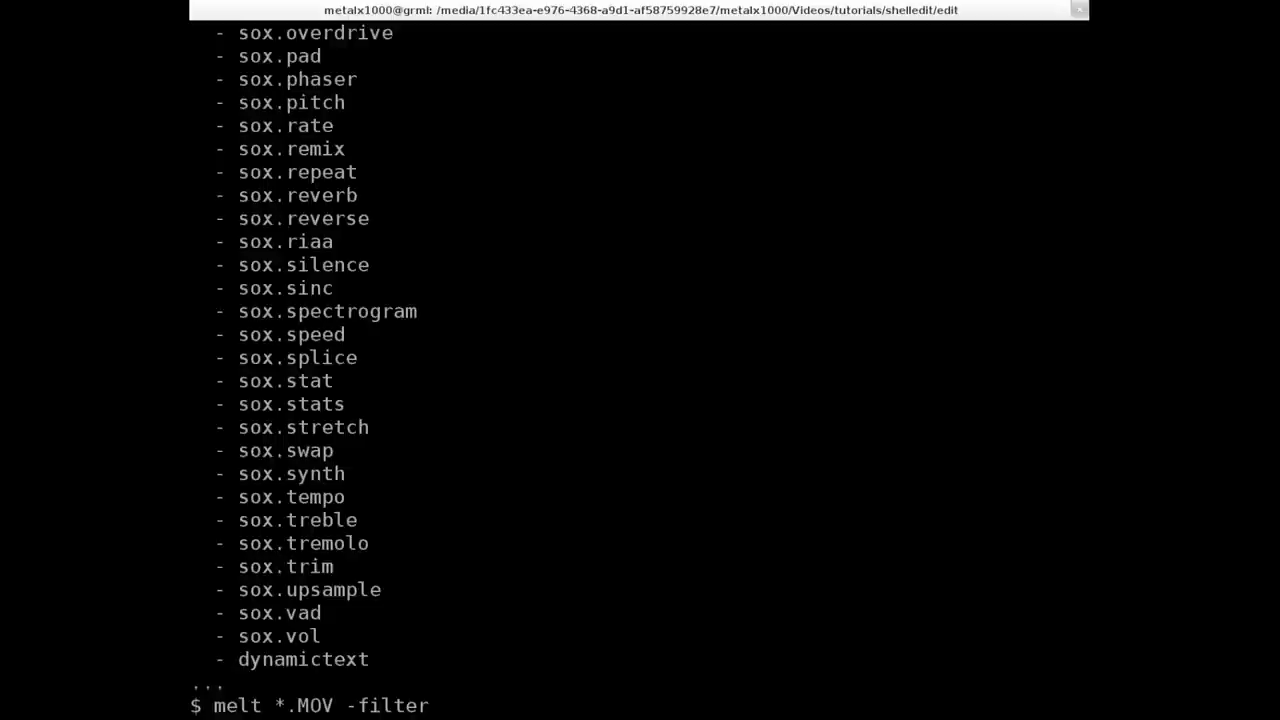 metalx1000@grml: /media/1fc433ea-e976-4368-a9d1-af58759928e7/metalx1000/Videos/tutorials/shelledit/edit
- sox.overdrive
- sox.pad
- sox.phaser
- sox.pitch
- sox.rate
- sox.remix
- sox.repeat
- sox.reverb
- sox.reverse
- sox.riaa
- sox.silence
- sox.sinc
- sox.spectrogram
- sox.speed
- sox.splice
- sox.stat
- sox.stats
- sox.stretch
- sox.swap
- sox.synth
- sox.tempo
- sox.treble
- sox.tremolo
- sox.trim
- sox.upsample
- sox.vad
- sox.vol
- dynamictext
...
$ melt *.MOV -filter